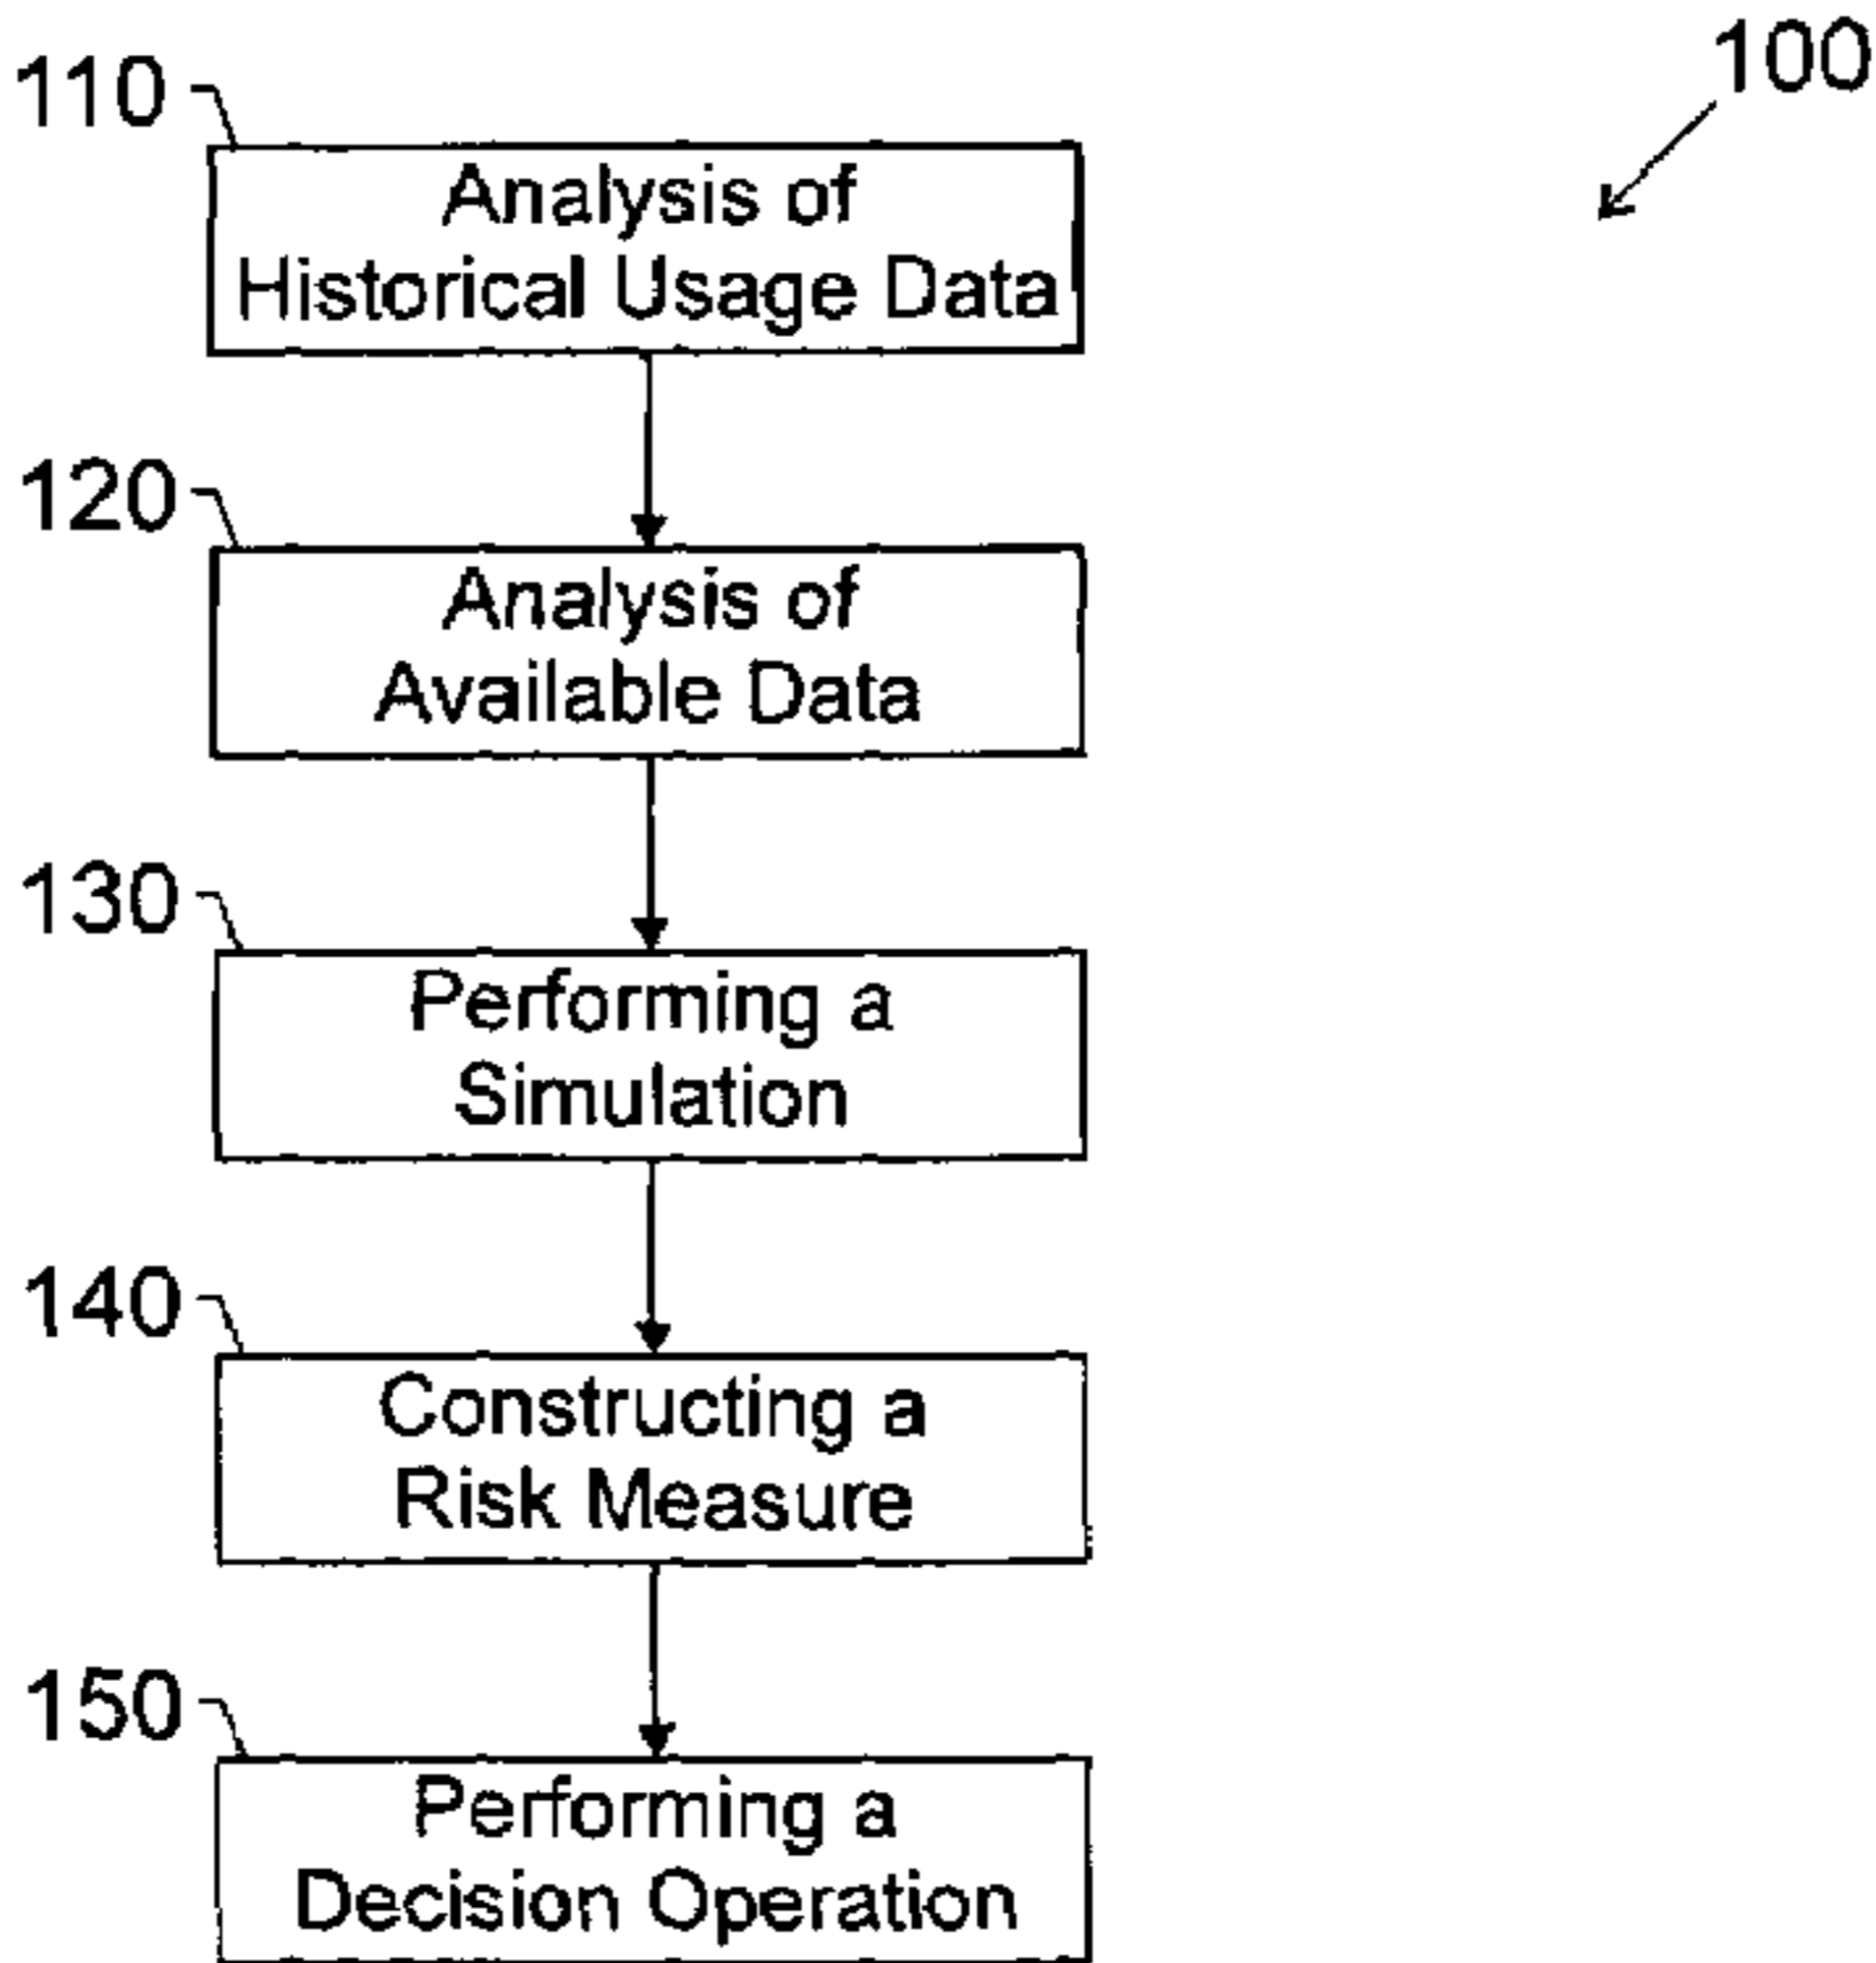 100
110
Analysis of
Historical Usage Data
120
Analysis of
Available Data
130
Performing a
Simulation
140
Constructing a
Risk Measure
150
Performing a
Decision Operation